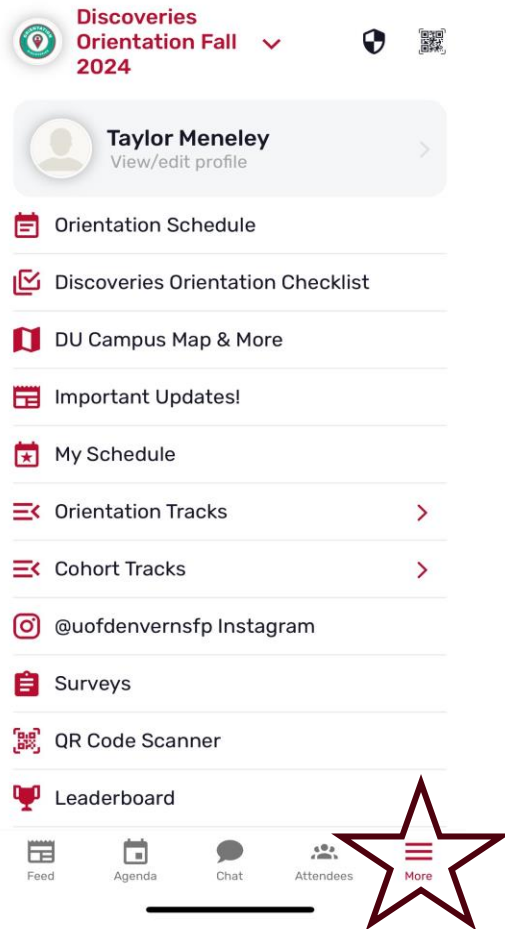 Discoveries
Orientation Fall
2024
Taylor Meneley
View/edit profile
Orientation Schedule
Discoveries Orientation Checklist
DU Campus Map & More
Important Updates!
My Schedule
Orientation Tracks
Cohort Tracks
@uofdenvernsfp Instagram
Surveys
QR Code Scanner
Leaderboard
Feed
Agenda
Chat
Attendees
More